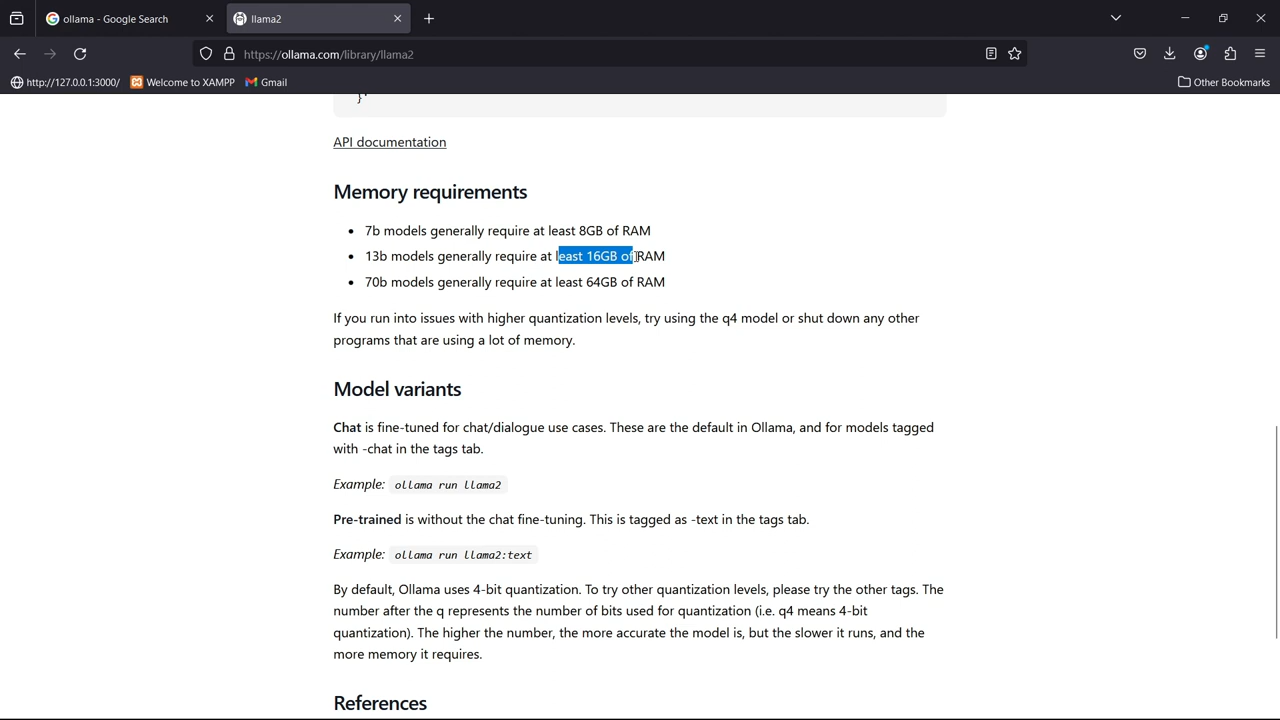 ollama - Google Search
llama2
https://ollama.com/library/llama2
http://127.0.0.1:3000/
Welcome to XAMPP
Gmail
Other Bookmarks
}'
API documentation
Memory requirements
• 7b models generally require at least 8GB of RAM
• 13b models generally require at least 16GB of RAM
• 70b models generally require at least 64GB of RAM
If you run into issues with higher quantization levels, try using the q4 model or shut down any other
programs that are using a lot of memory.
Model variants
Chat is fine-tuned for chat/dialogue use cases. These are the default in Ollama, and for models tagged
with -chat in the tags tab.
Example: ollama run llama2
Pre-trained is without the chat fine-tuning. This is tagged as -text in the tags tab.
Example: ollama run llama2:text
By default, Ollama uses 4-bit quantization. To try other quantization levels, please try the other tags. The
number after the q represents the number of bits used for quantization (i.e. q4 means 4-bit
quantization). The higher the number, the more accurate the model is, but the slower it runs, and the
more memory it requires.
References